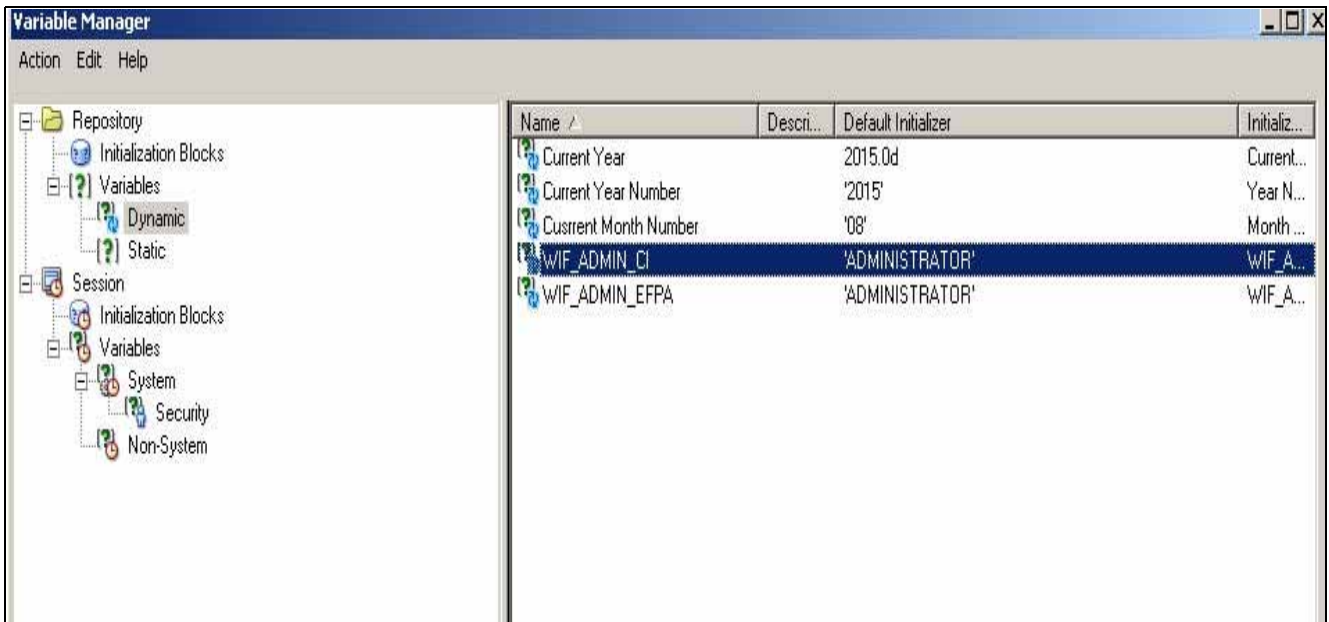 Variable Manager
Action Edit Help
Repository
Initialization Blocks
Variables
Dynamic
Static
Session
Initialization Blocks
Variables
System
Security
Non-System
Name Descri... Default Initializer Initializ...
Current Year 2015.0d Current...
Current Year Number '2015' Year N...
Cusrrent Month Number '08' Month ...
WIF_ADMIN_CI 'ADMINISTRATOR' WIF_A...
WIF_ADMIN_EFPA 'ADMINISTRATOR' WIF_A...